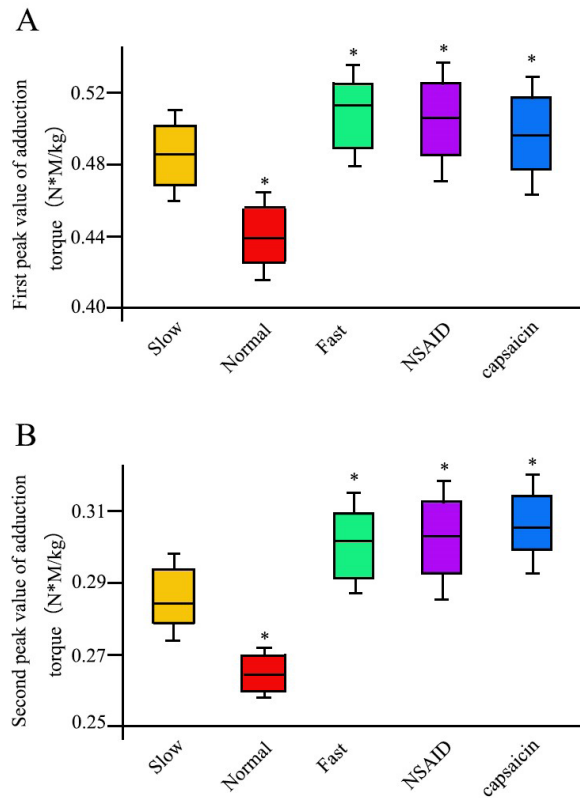 A
First peak value of adduction
torque (N*M/kg)
0.52
0.48
0.44
0.40
*
*
*
*
Slow
Normal
Fast
NSAID
capsaicin
B
Second peak value of adduction
torque (N*M/kg)
0.31
0.29
0.27
0.25
*
*
*
*
Slow
Normal
Fast
NSAID
capsaicin